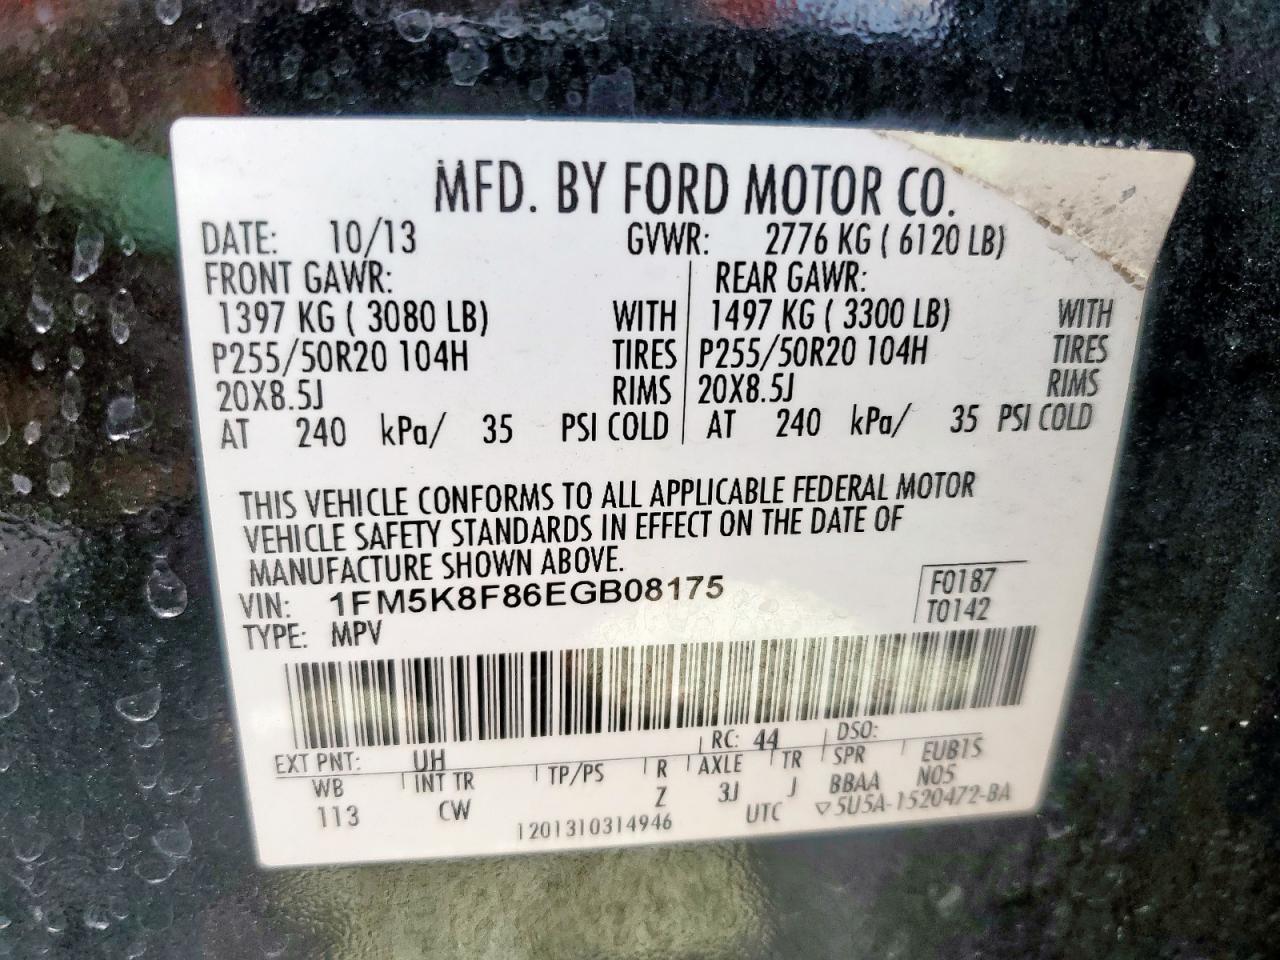 MFD. BY FORD MOTOR CO.
DATE: 10/13 GVWR: 2776 KG ( 6120 LB)
FRONT GAWR: REAR GAWR:
1397 KG ( 3080 LB) WITH 1497 KG ( 3300 LB) WITH
P255/50R20 104H TIRES P255/50R20 104H TIRES
20X8.5J RIMS 20X8.5J RIMS
AT 240 kPa/ 35 PSI COLD AT 240 kPa/ 35 PSI COLD
THIS VEHICLE CONFORMS TO ALL APPLICABLE FEDERAL MOTOR
VEHICLE SAFETY STANDARDS IN EFFECT ON THE DATE OF
MANUFACTURE SHOWN ABOVE.
VIN: 1FM5K8F86EGB08175 F0187
TYPE: MPV T0142
EXT PNT: UH RC: 44 DSO:
WB INT TR TP/PS R AXLE TR SPR EUB1S
113 CW Z 3J J BBAA N05
1201310314946 UTC ▽5U5A-1520472-BA